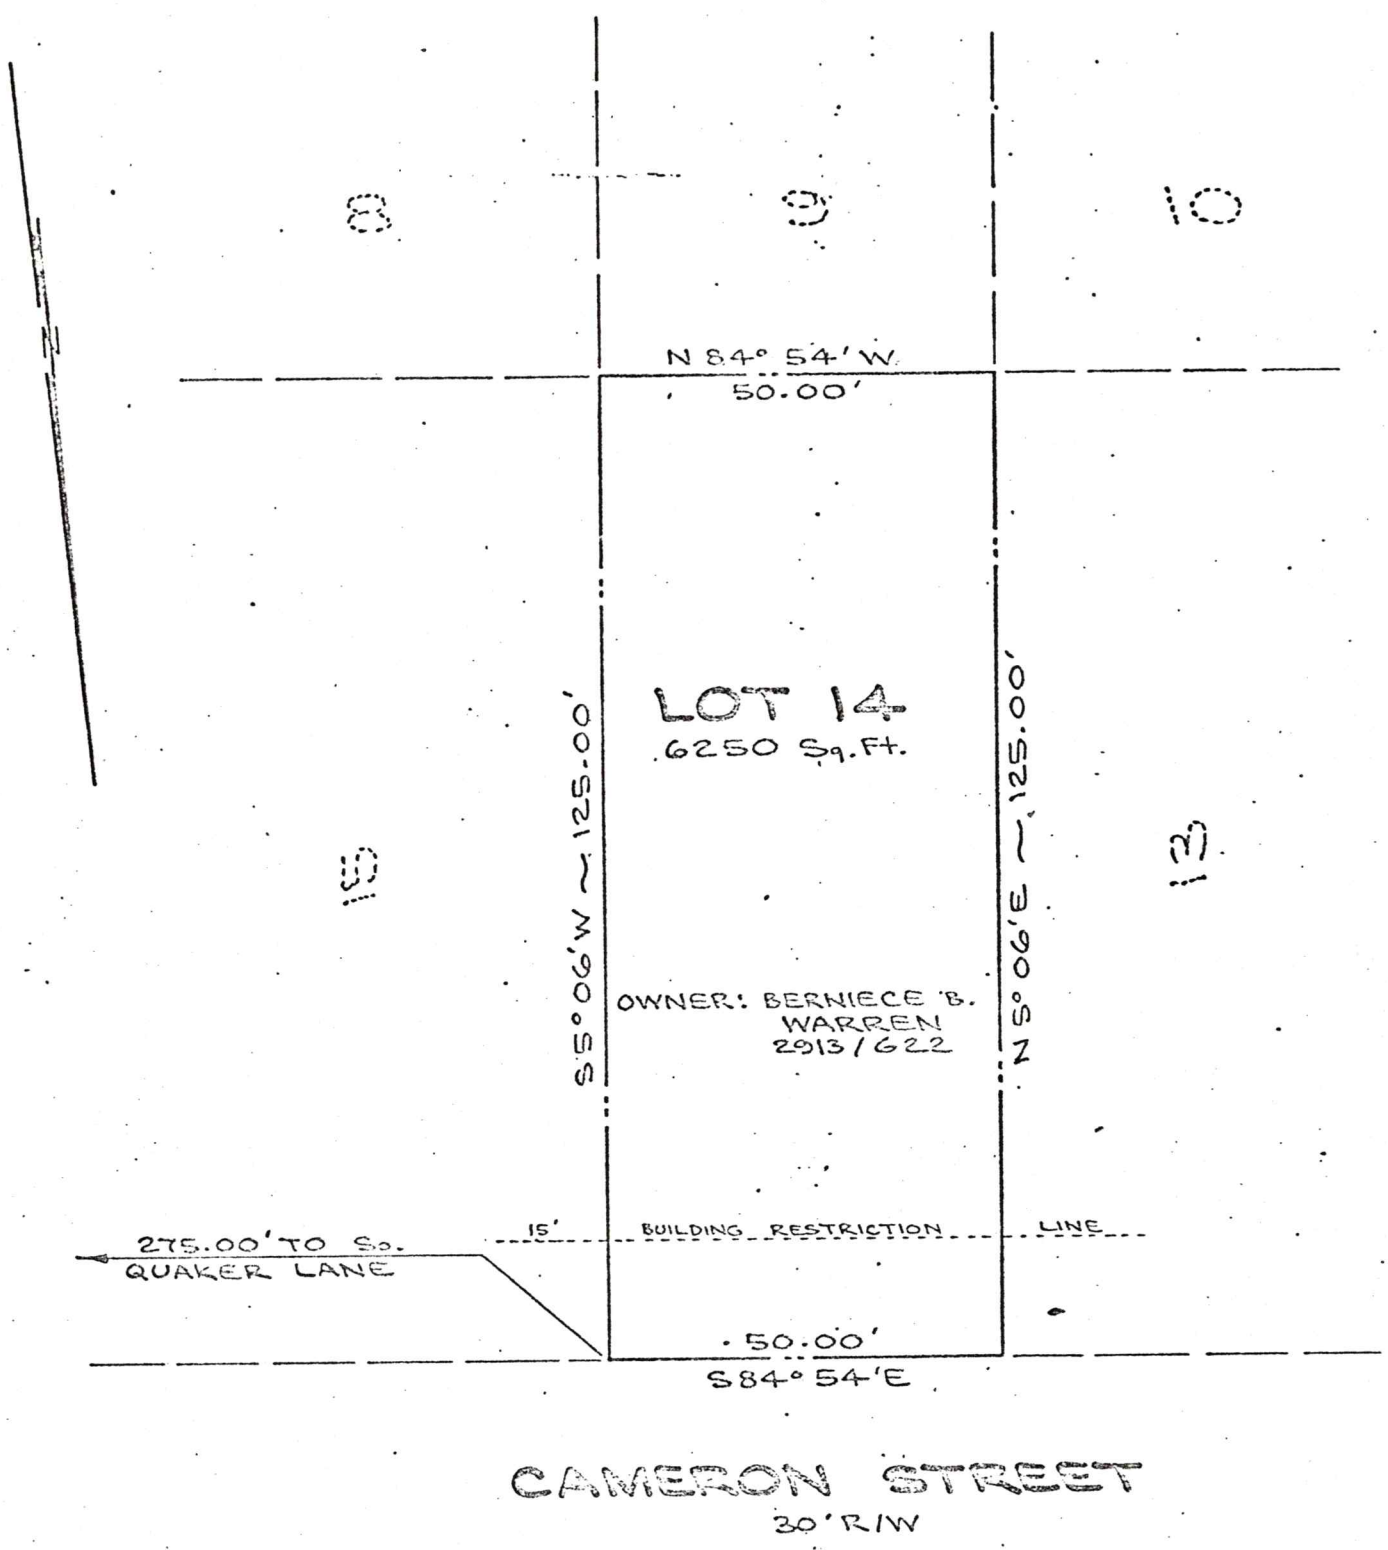 8
9
10
N 84° 54' W
50.00'
LOT 14
6250 Sq.Ft.
S 5° 06' W ~ 125.00'
N 5° 06' E ~ 125.00'
15
13
OWNER: BERNIECE B.
WARREN
2913/622
15' BUILDING RESTRICTION LINE
275.00' TO So.
QUAKER LANE
50.00'
S 84° 54' E
CAMERON STREET
30' R/W